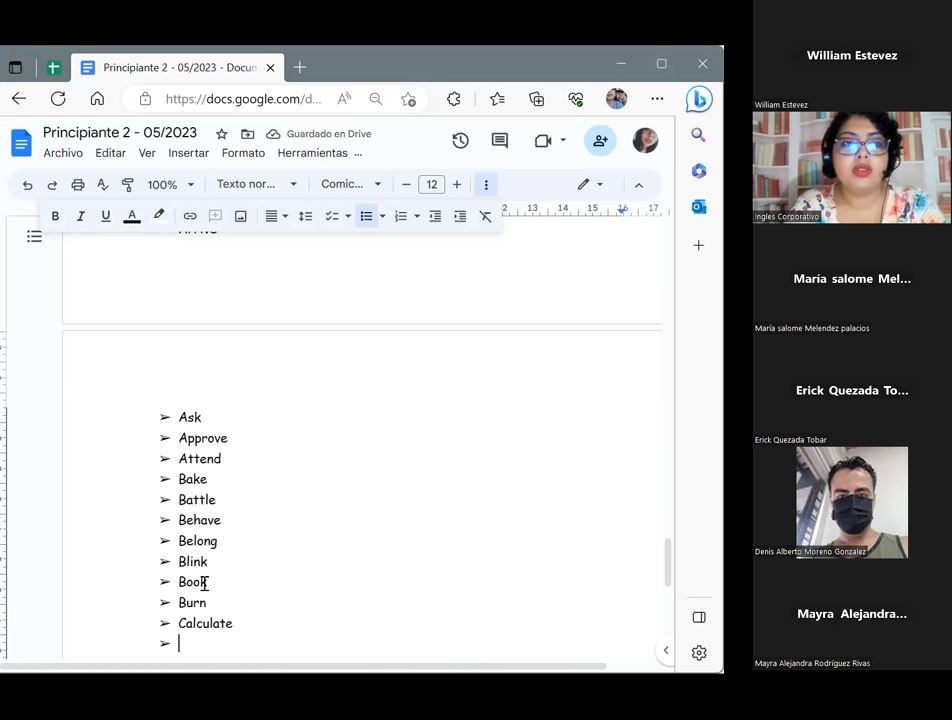 Principiante 2 - 05/2023 - Docum
https://docs.google.com/d...
Principiante 2 - 05/2023
Guardado en Drive
Archivo Editar Ver Insertar Formato Herramientas ...
100% Texto nor... Comic... 12
12 13 14 15 16 17
Ask
Approve
Attend
Bake
Battle
Behave
Belong
Blink
Book
Burn
Calculate
William Estevez
William Estevez
Ingles Corporativo
María salome Mel...
María salome Melendez palacios
Erick Quezada To...
Erick Quezada Tobar
Denis Alberto Moreno Gonzalez
Mayra Alejandra...
Mayra Alejandra Rodríguez Rivas